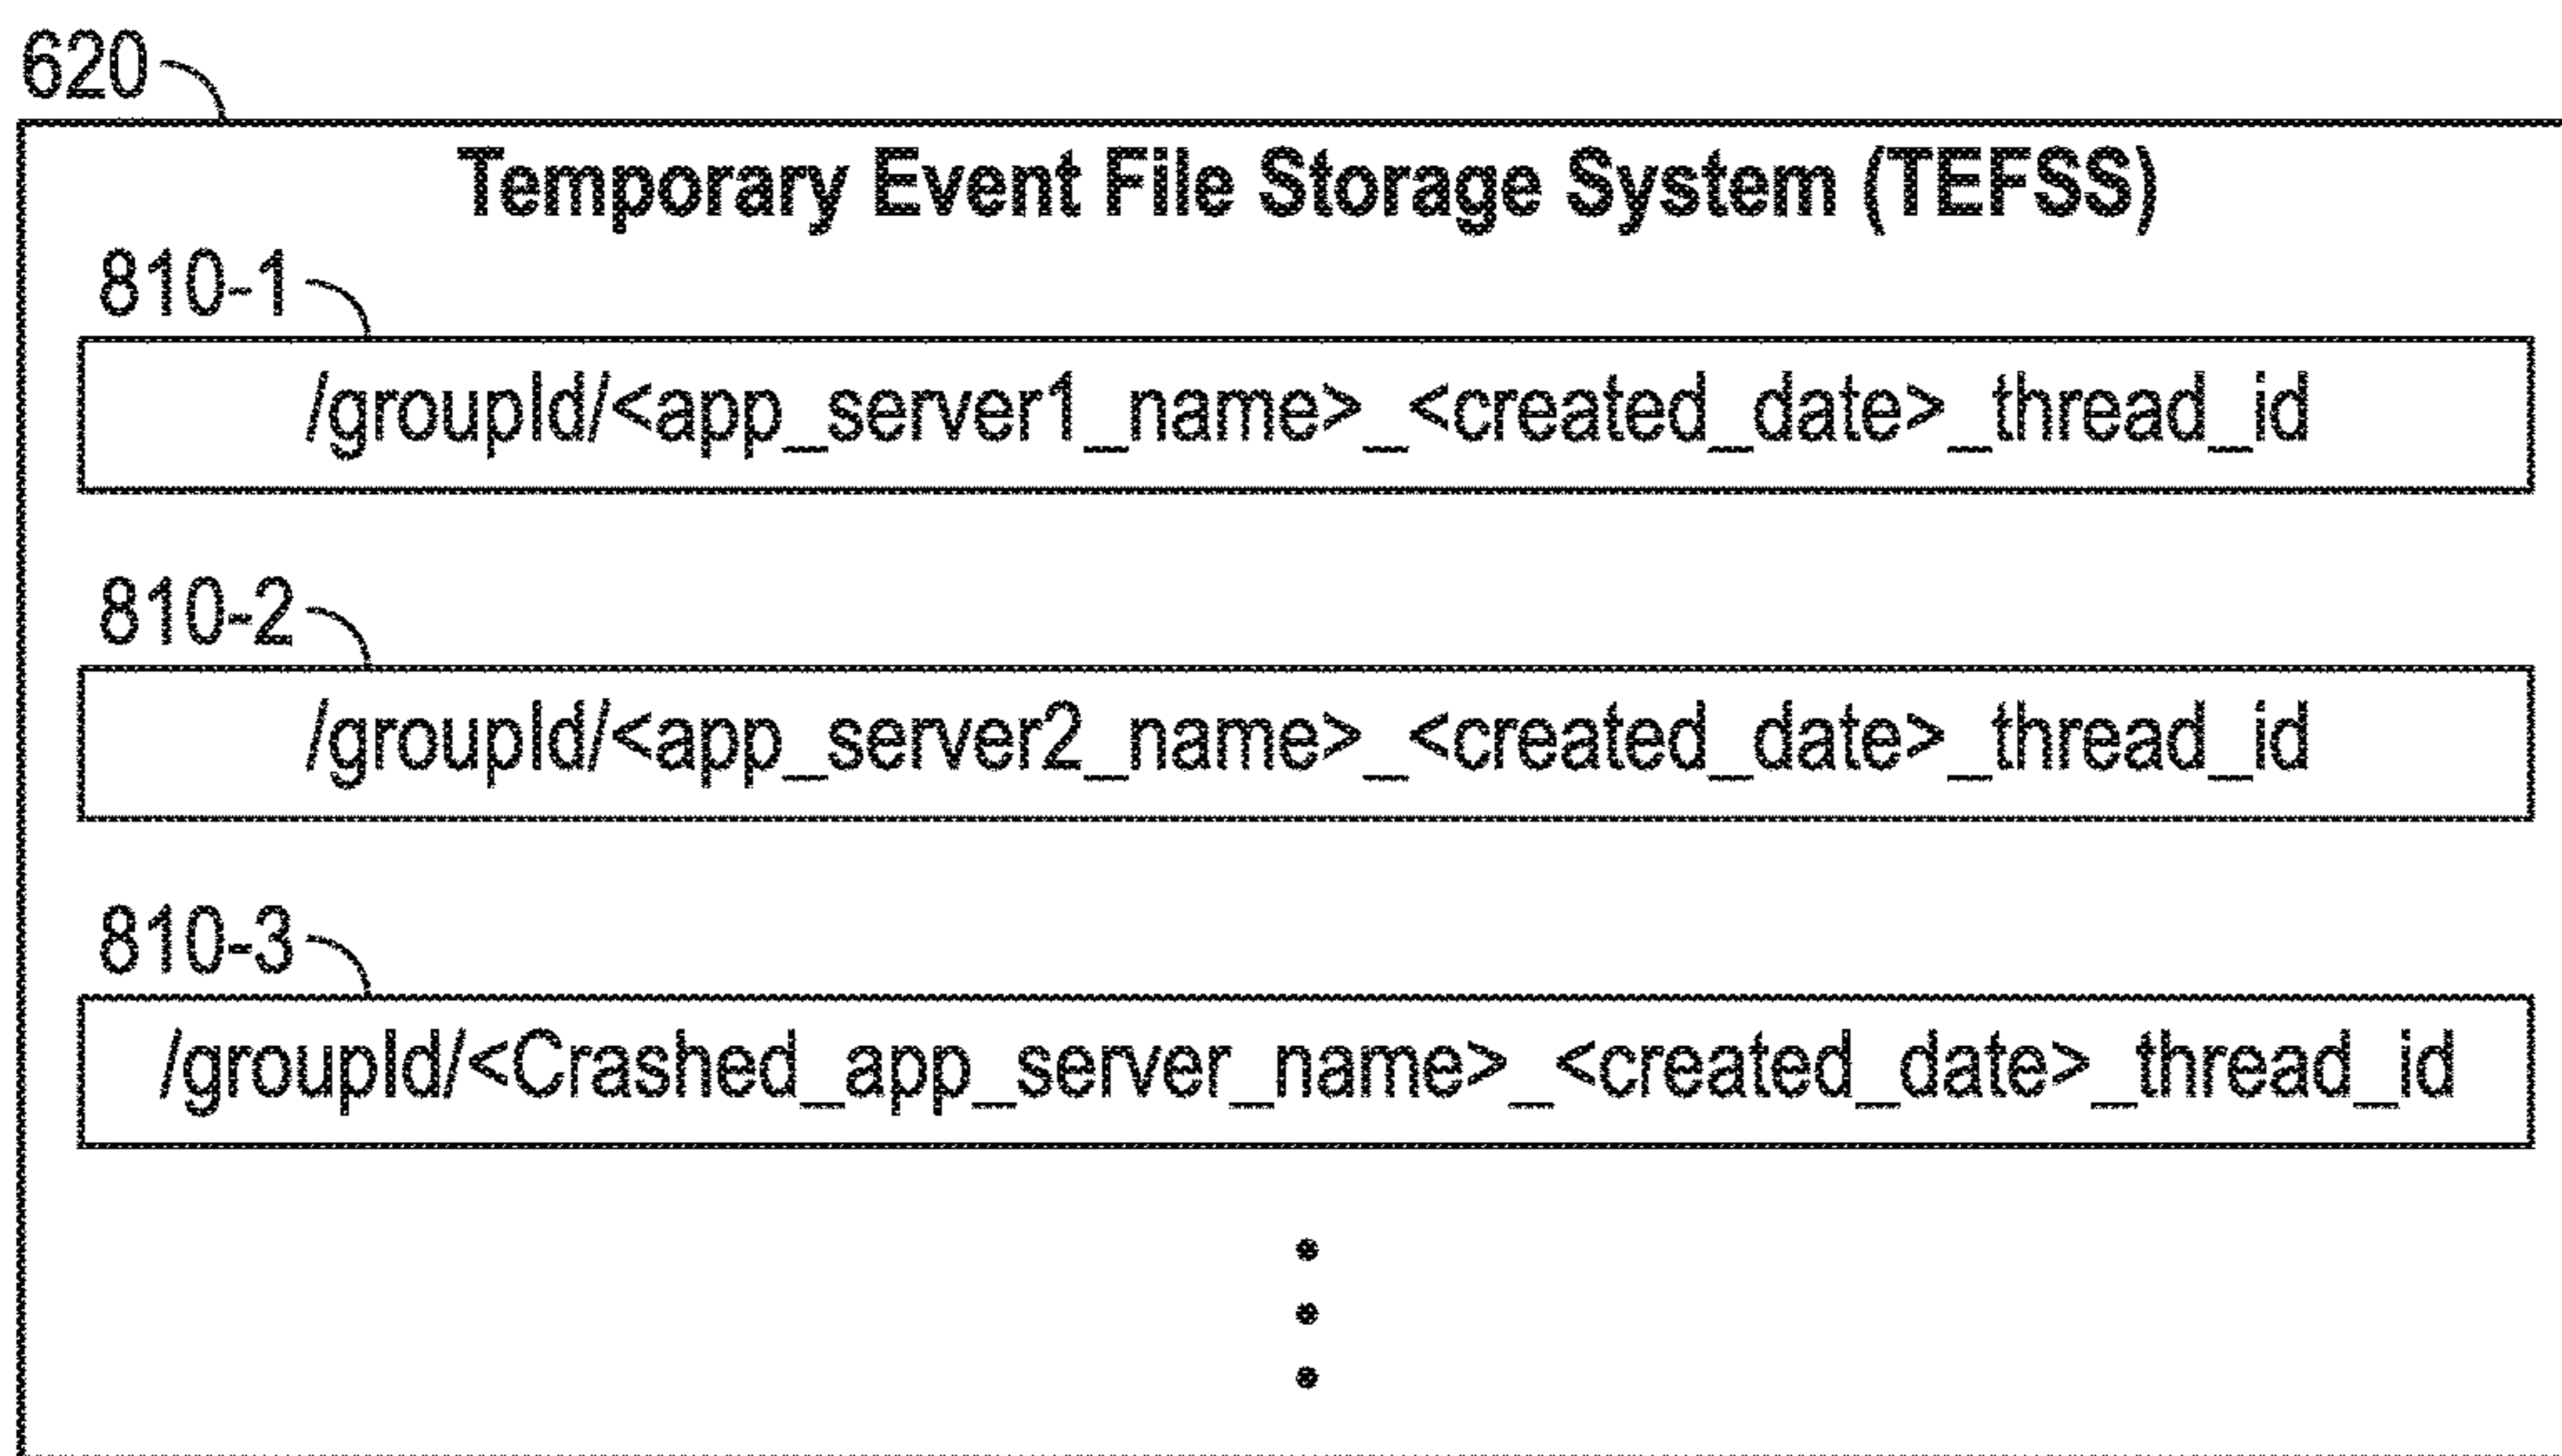 620
Temporary Event File Storage System (TEFSS)
810-1
/groupId/<app_server1_name>_<created_date>_thread_id
810-2
/groupId/<app_server2_name>_<created_date>_thread_id
810-3
/groupId/<Crashed_app_server_name>_<created_date>_thread_id